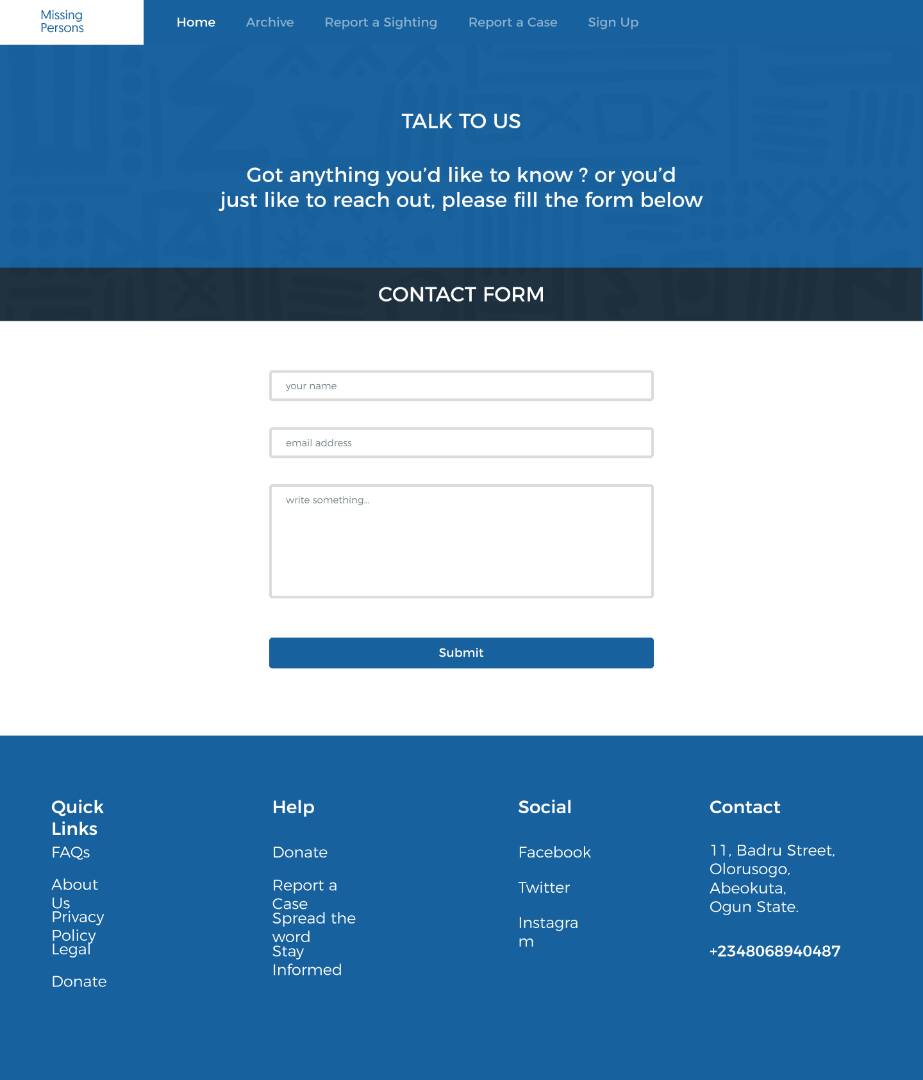 Missing
Persons
Home
Archive
Report a Sighting
Report a Case
Sign Up
TALK TO US
Got anything you’d like to know ? or you’d
just like to reach out, please fill the form below
CONTACT FORM
your name
email address
write something...
Submit
Quick
Links
FAQs
About
Us
Privacy
Policy
Legal
Donate
Help
Donate
Report a
Case
Spread the
word
Stay
Informed
Social
Facebook
Twitter
Instagra
m
Contact
11, Badru Street,
Olorusogo,
Abeokuta,
Ogun State.
+2348068940487